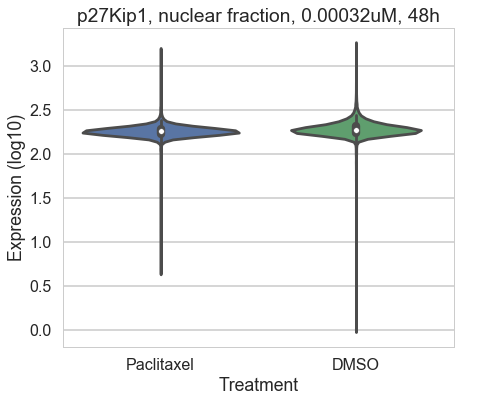 p27Kip1, nuclear fraction, 0.00032uM, 48h
Expression (log10)
3.0
2.5
2.0
1.5
1.0
0.5
0.0
Paclitaxel
DMSO
Treatment